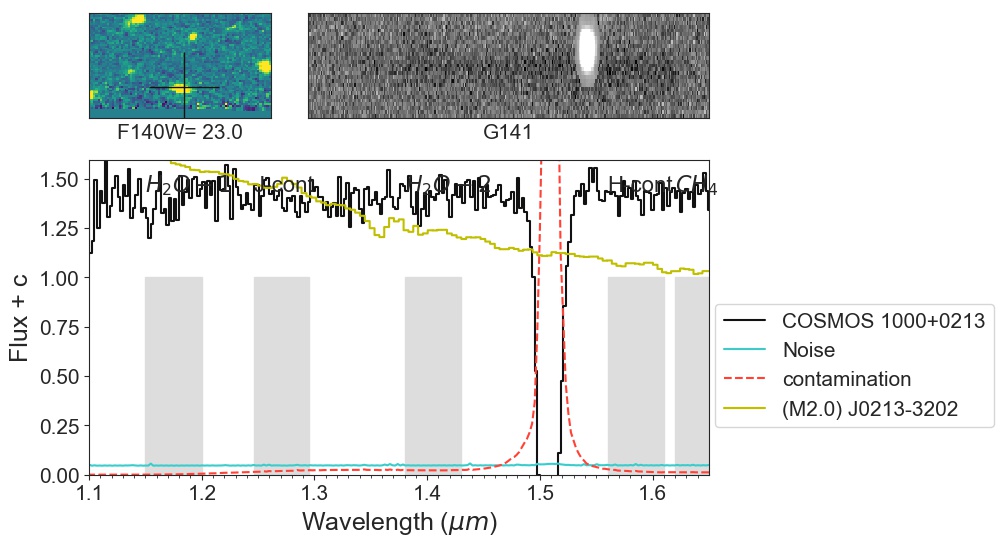 F140W= 23.0
G141
H₂O-1 J-cont H₂O-2 H-cont CH₄
1.50
1.25
1.00
0.75
0.50
0.25
0.00
Flux + c
1.1 1.2 1.3 1.4 1.5 1.6
Wavelength (μm)
COSMOS 1000+0213
Noise
contamination
(M2.0) J0213-3202